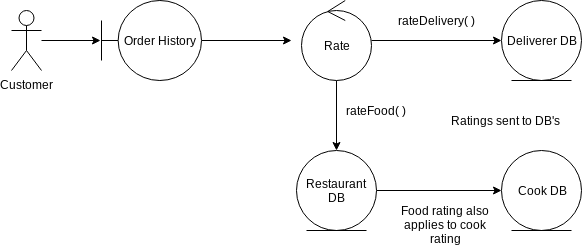 rateDelivery( )
Order History
Rate
Deliverer DB
Customer
rateFood( )
Ratings sent to DB's
Restaurant
DB
Cook DB
Food rating also
applies to cook
rating